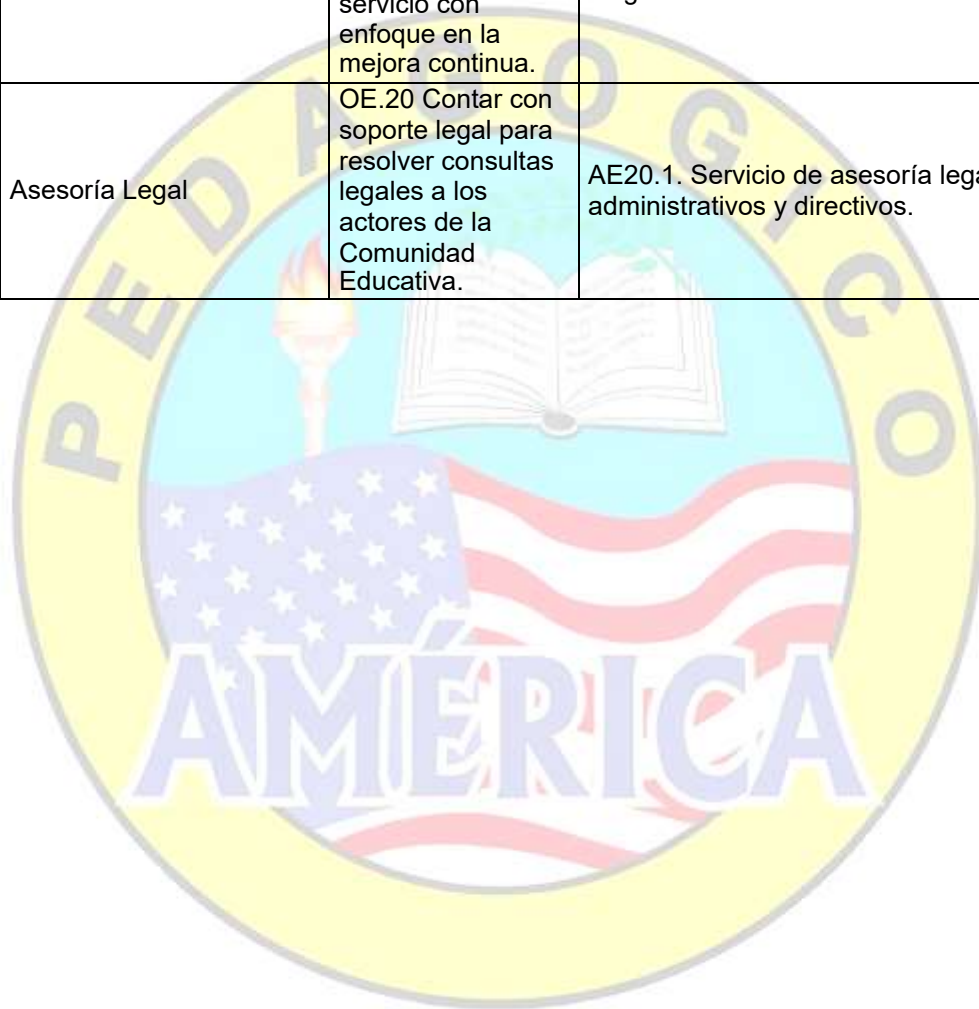 servicio con
enfoque en la
mejora continua.
Asesoría Legal
OE.20 Contar con
soporte legal para
resolver consultas
legales a los
actores de la
Comunidad
Educativa.
AE20.1. Servicio de asesoría
administrativos y directivos.
PEDAGOGICO
AMÉRICA